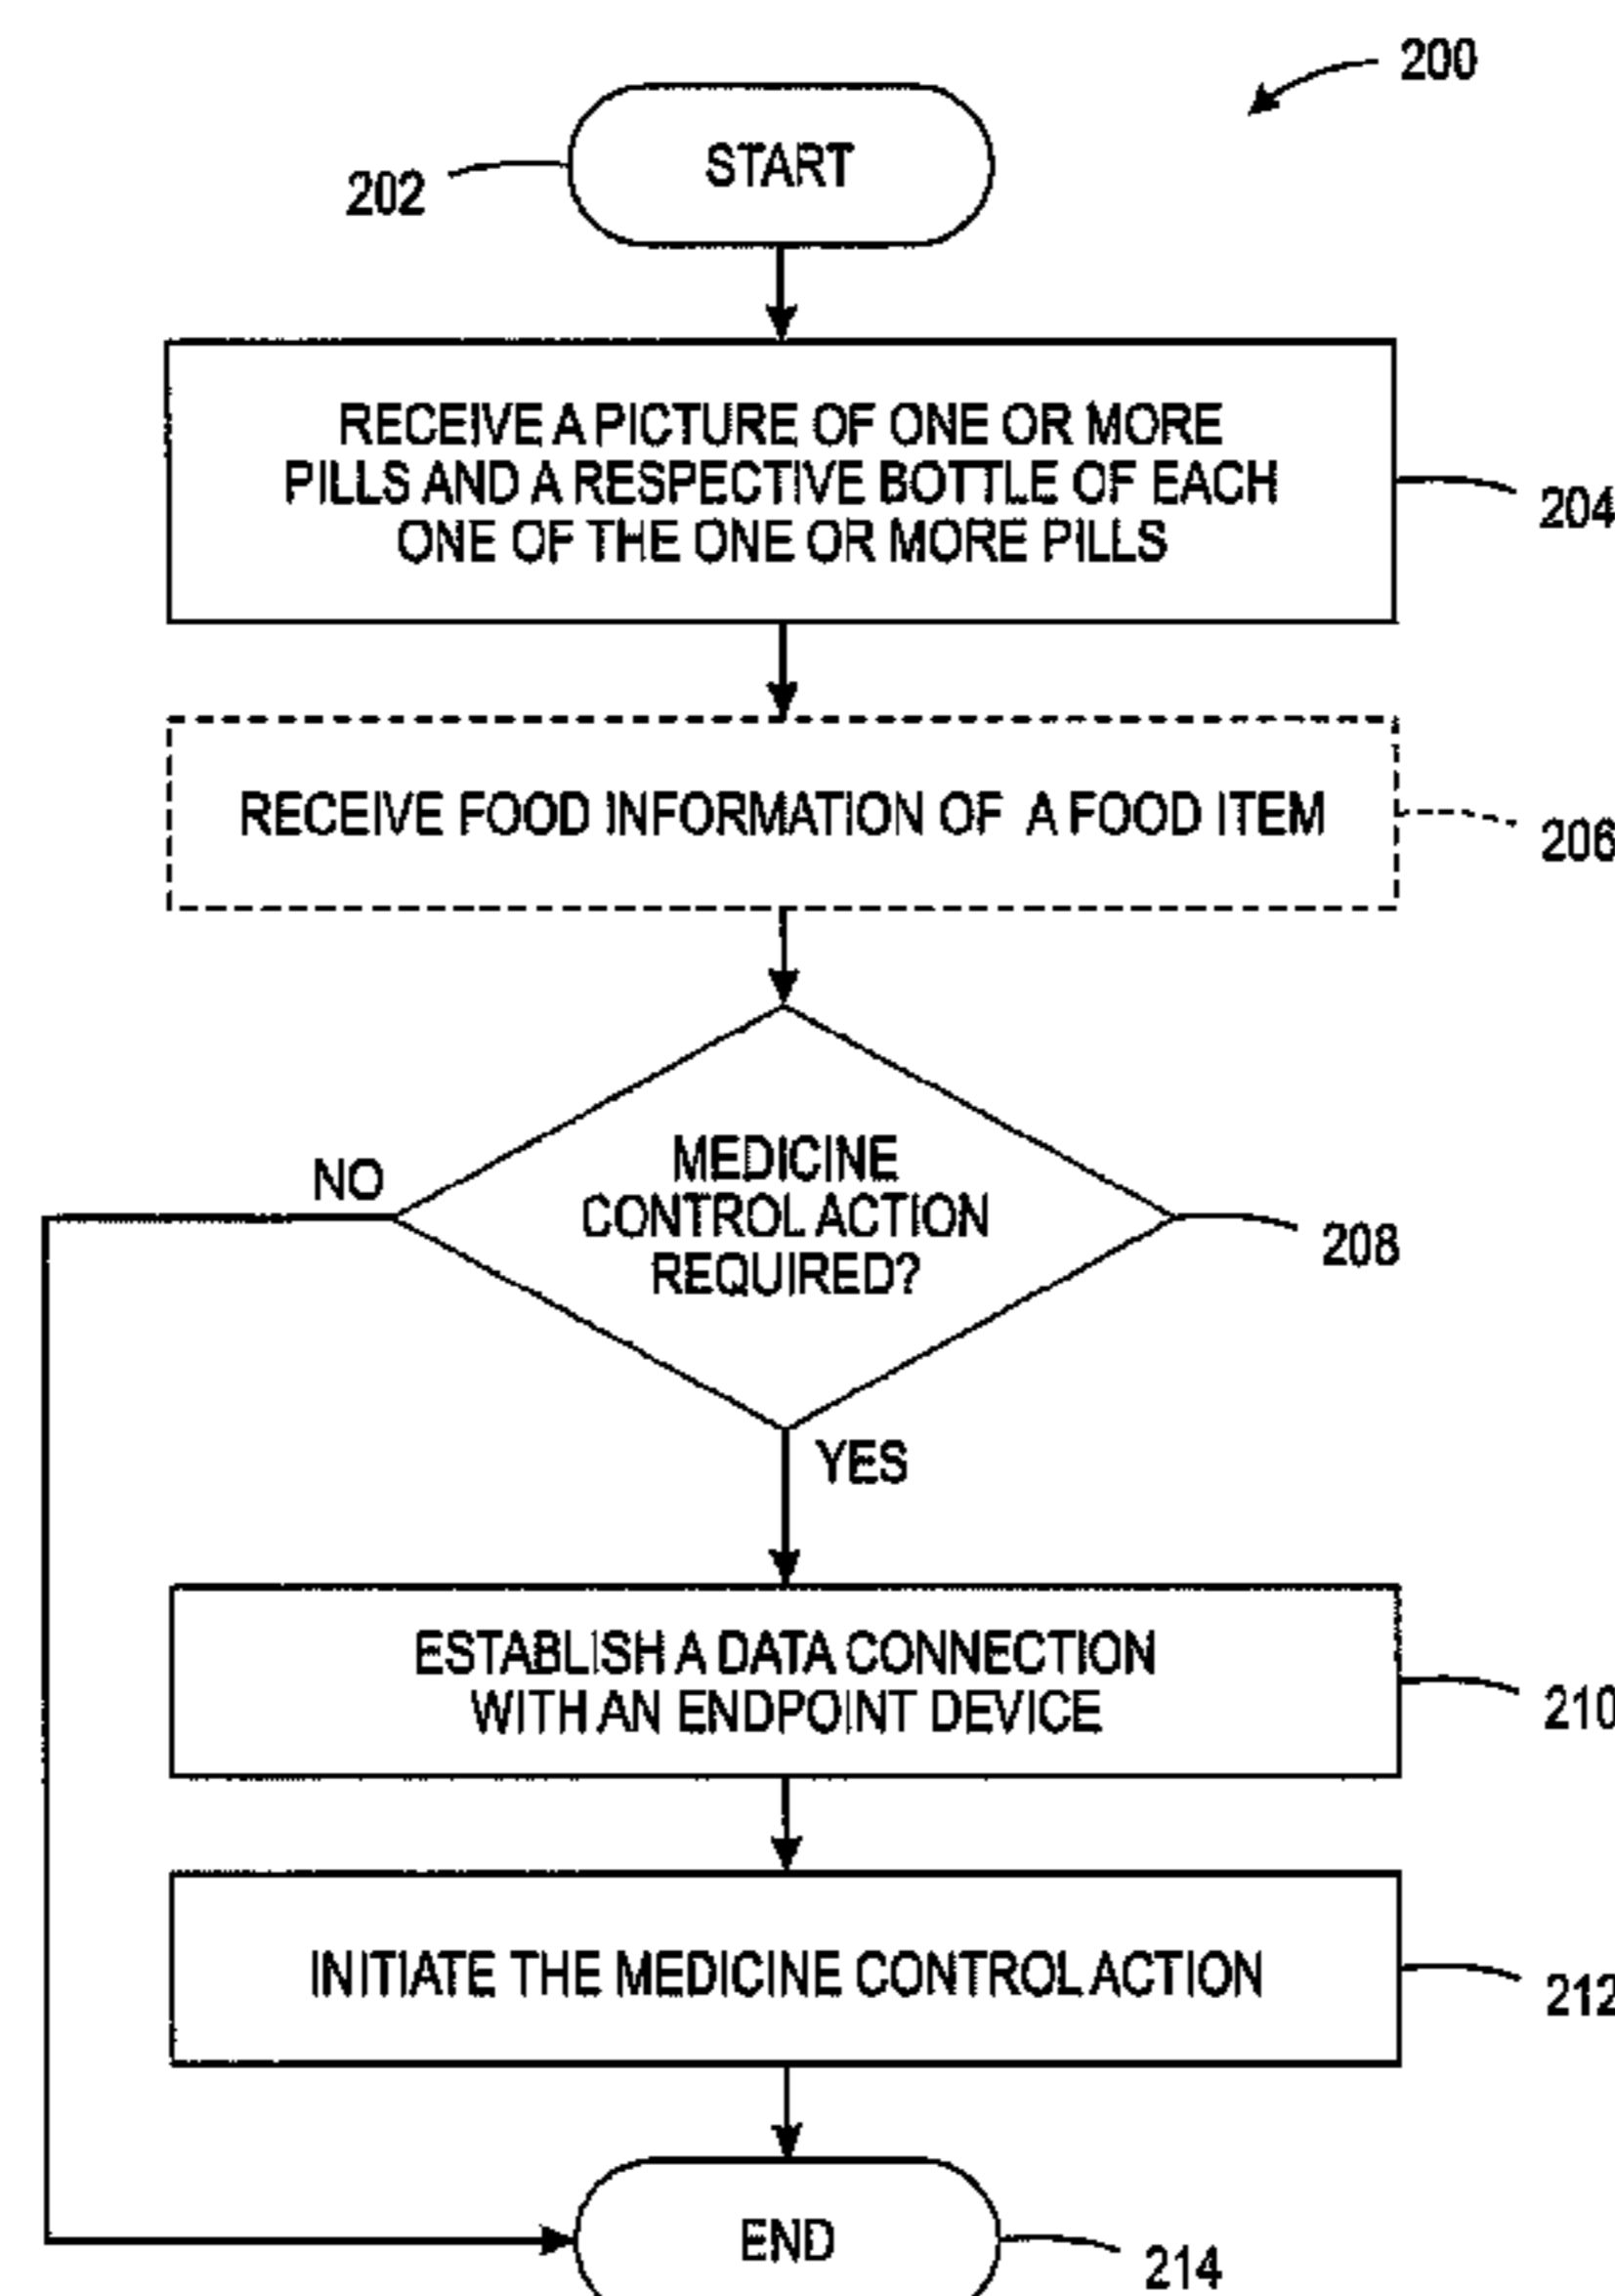 200
START
202
RECEIVE A PICTURE OF ONE OR MORE
PILLS AND A RESPECTIVE BOTTLE OF EACH
ONE OF THE ONE OR MORE PILLS
204
RECEIVE FOOD INFORMATION OF A FOOD ITEM
206
MEDICINE
CONTROL ACTION
REQUIRED?
NO
208
YES
ESTABLISH A DATA CONNECTION
WITH AN ENDPOINT DEVICE
210
INITIATE THE MEDICINE CONTROL ACTION
212
END
214